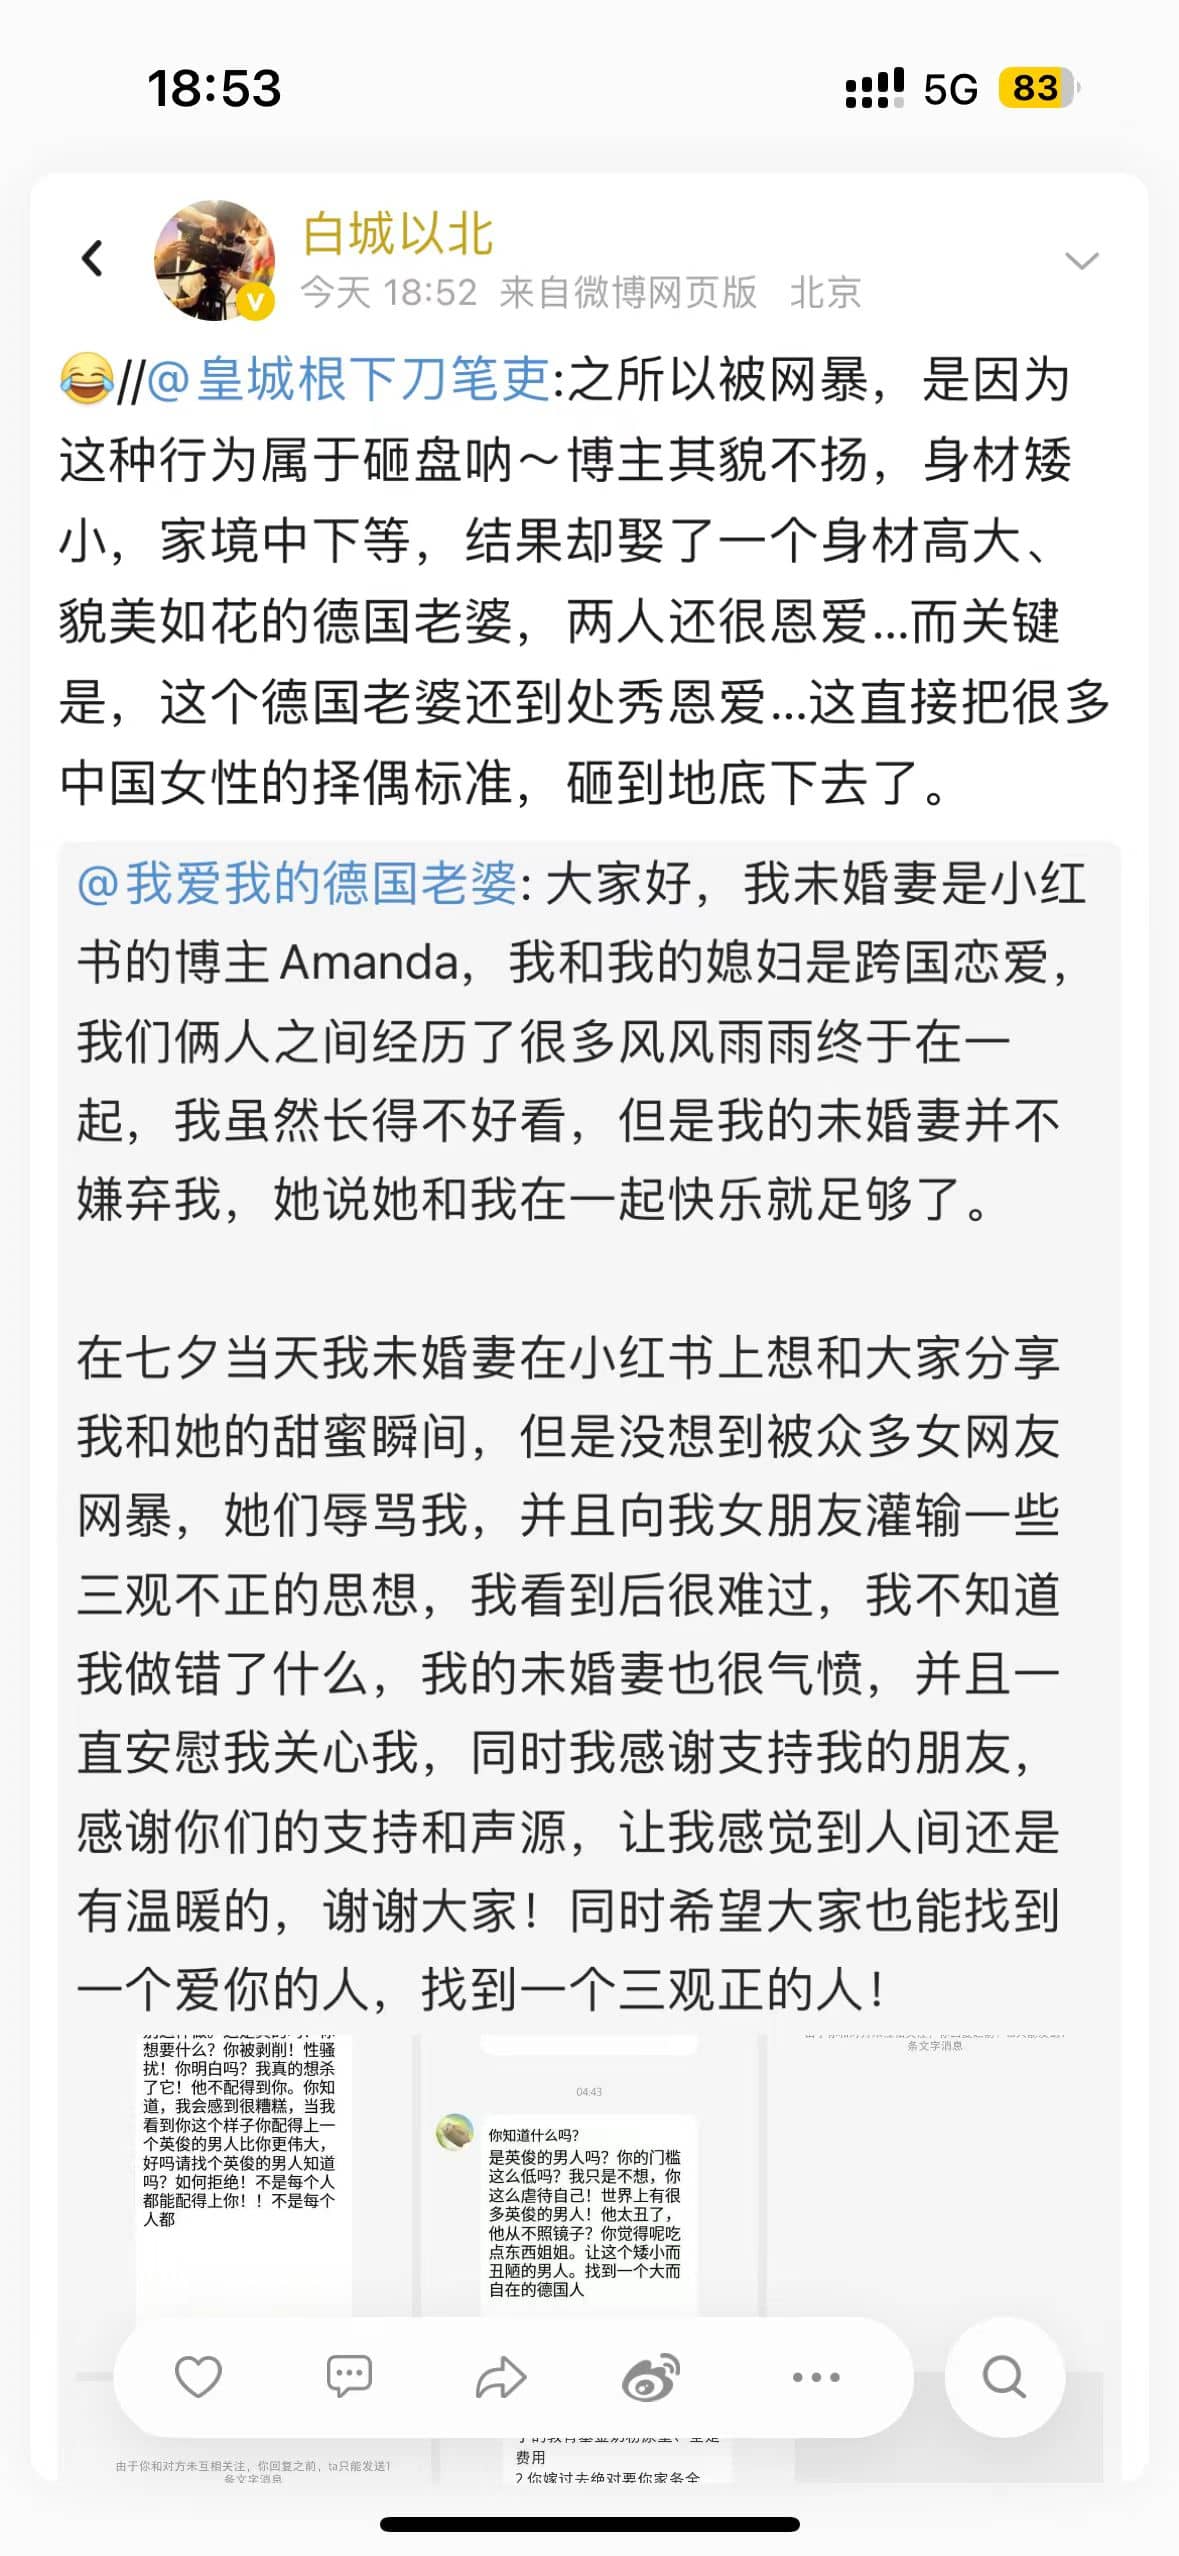 18:53
5G
83
白城以北
今天 18:52 来自微博网页版 北京
😂//@皇城根下刀笔吏:之所以被网暴，是因为
这种行为属于砸盘呐～博主其貌不扬，身材矮
小，家境中下等，结果却娶了一个身材高大、
貌美如花的德国老婆，两人还很恩爱...而关键
是，这个德国老婆还到处秀恩爱...这直接把很多
中国女性的择偶标准，砸到地底下去了。
@我爱我的德国老婆: 大家好，我未婚妻是小红
书的博主Amanda，我和我的媳妇是跨国恋爱，
我们俩人之间经历了很多风风雨雨终于在一
起，我虽然长得不好看，但是我的未婚妻并不
嫌弃我，她说她和我在一起快乐就足够了。
在七夕当天我未婚妻在小红书上想和大家分享
我和她的甜蜜瞬间，但是没想到被众多女网友
网暴，她们辱骂我，并且向我女朋友灌输一些
三观不正的思想，我看到后很难过，我不知道
我做错了什么，我的未婚妻也很气愤，并且一
直安慰我关心我，同时我感谢支持我的朋友，
感谢你们的支持和声源，让我感觉到人间还是
有温暖的，谢谢大家！同时希望大家也能找到
一个爱你的人，找到一个三观正的人！
想要什么？你被剥削！性骚
扰！你明白吗？我真的想杀
了它！他不配得到你。你知
道，我会感到很糟糕，当我
看到你这个样子你配得上一
个英俊的男人比你更伟大，
好吗请找个英俊的男人知道
吗？如何拒绝！不是每个人
都能配得上你！！不是每个
人都
04:43
你知道什么吗？
是英俊的男人吗？你的门槛
这么低吗？我只是不想，你
这么虐待自己！世界上有很
多英俊的男人！他太丑了，
他从不照镜子？你觉得呢吃
点东西姐姐。让这个矮小而
丑陋的男人。找到一个大而
自在的德国人
条文字消息
由于你和对方未互相关注，你回复之前，ta只能发送1
条文字消息
费用
2.你嫁过去绝对要你家务全